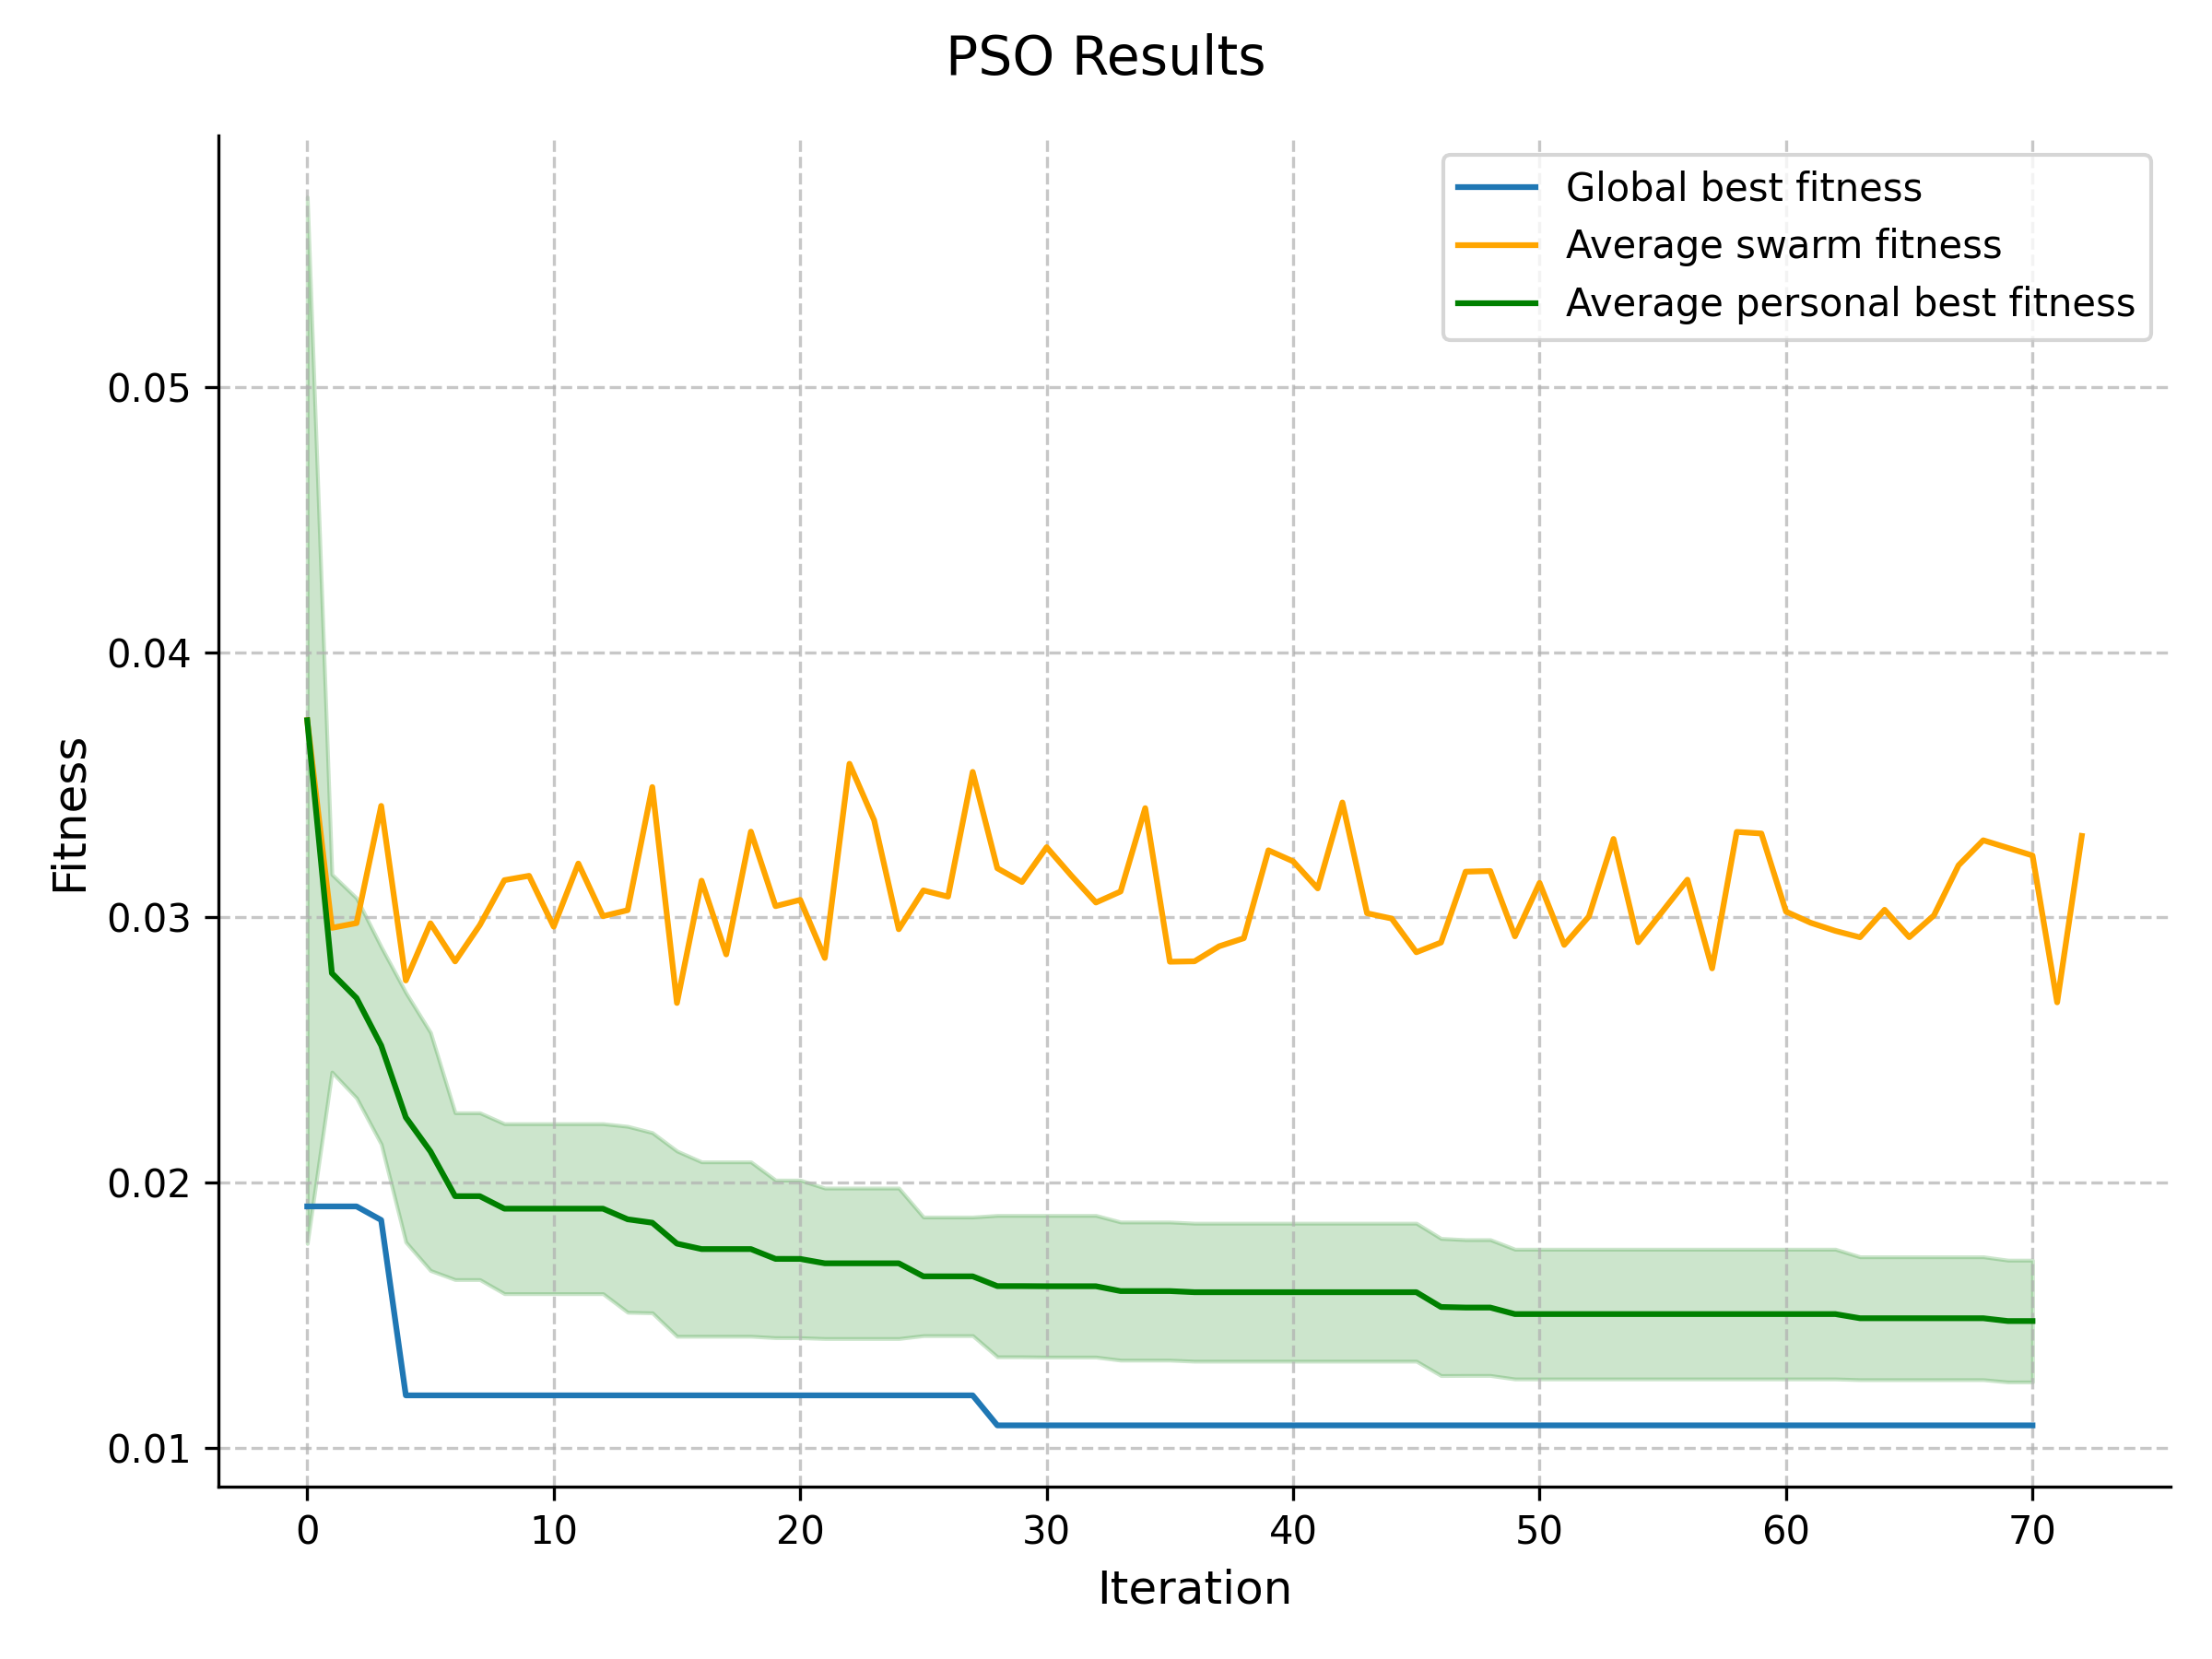 PSO Results
Global best fitness
Average swarm fitness
Average personal best fitness
0.05
0.04
0.03
0.02
0.01
Fitness
0 10 20 30 40 50 60 70
Iteration